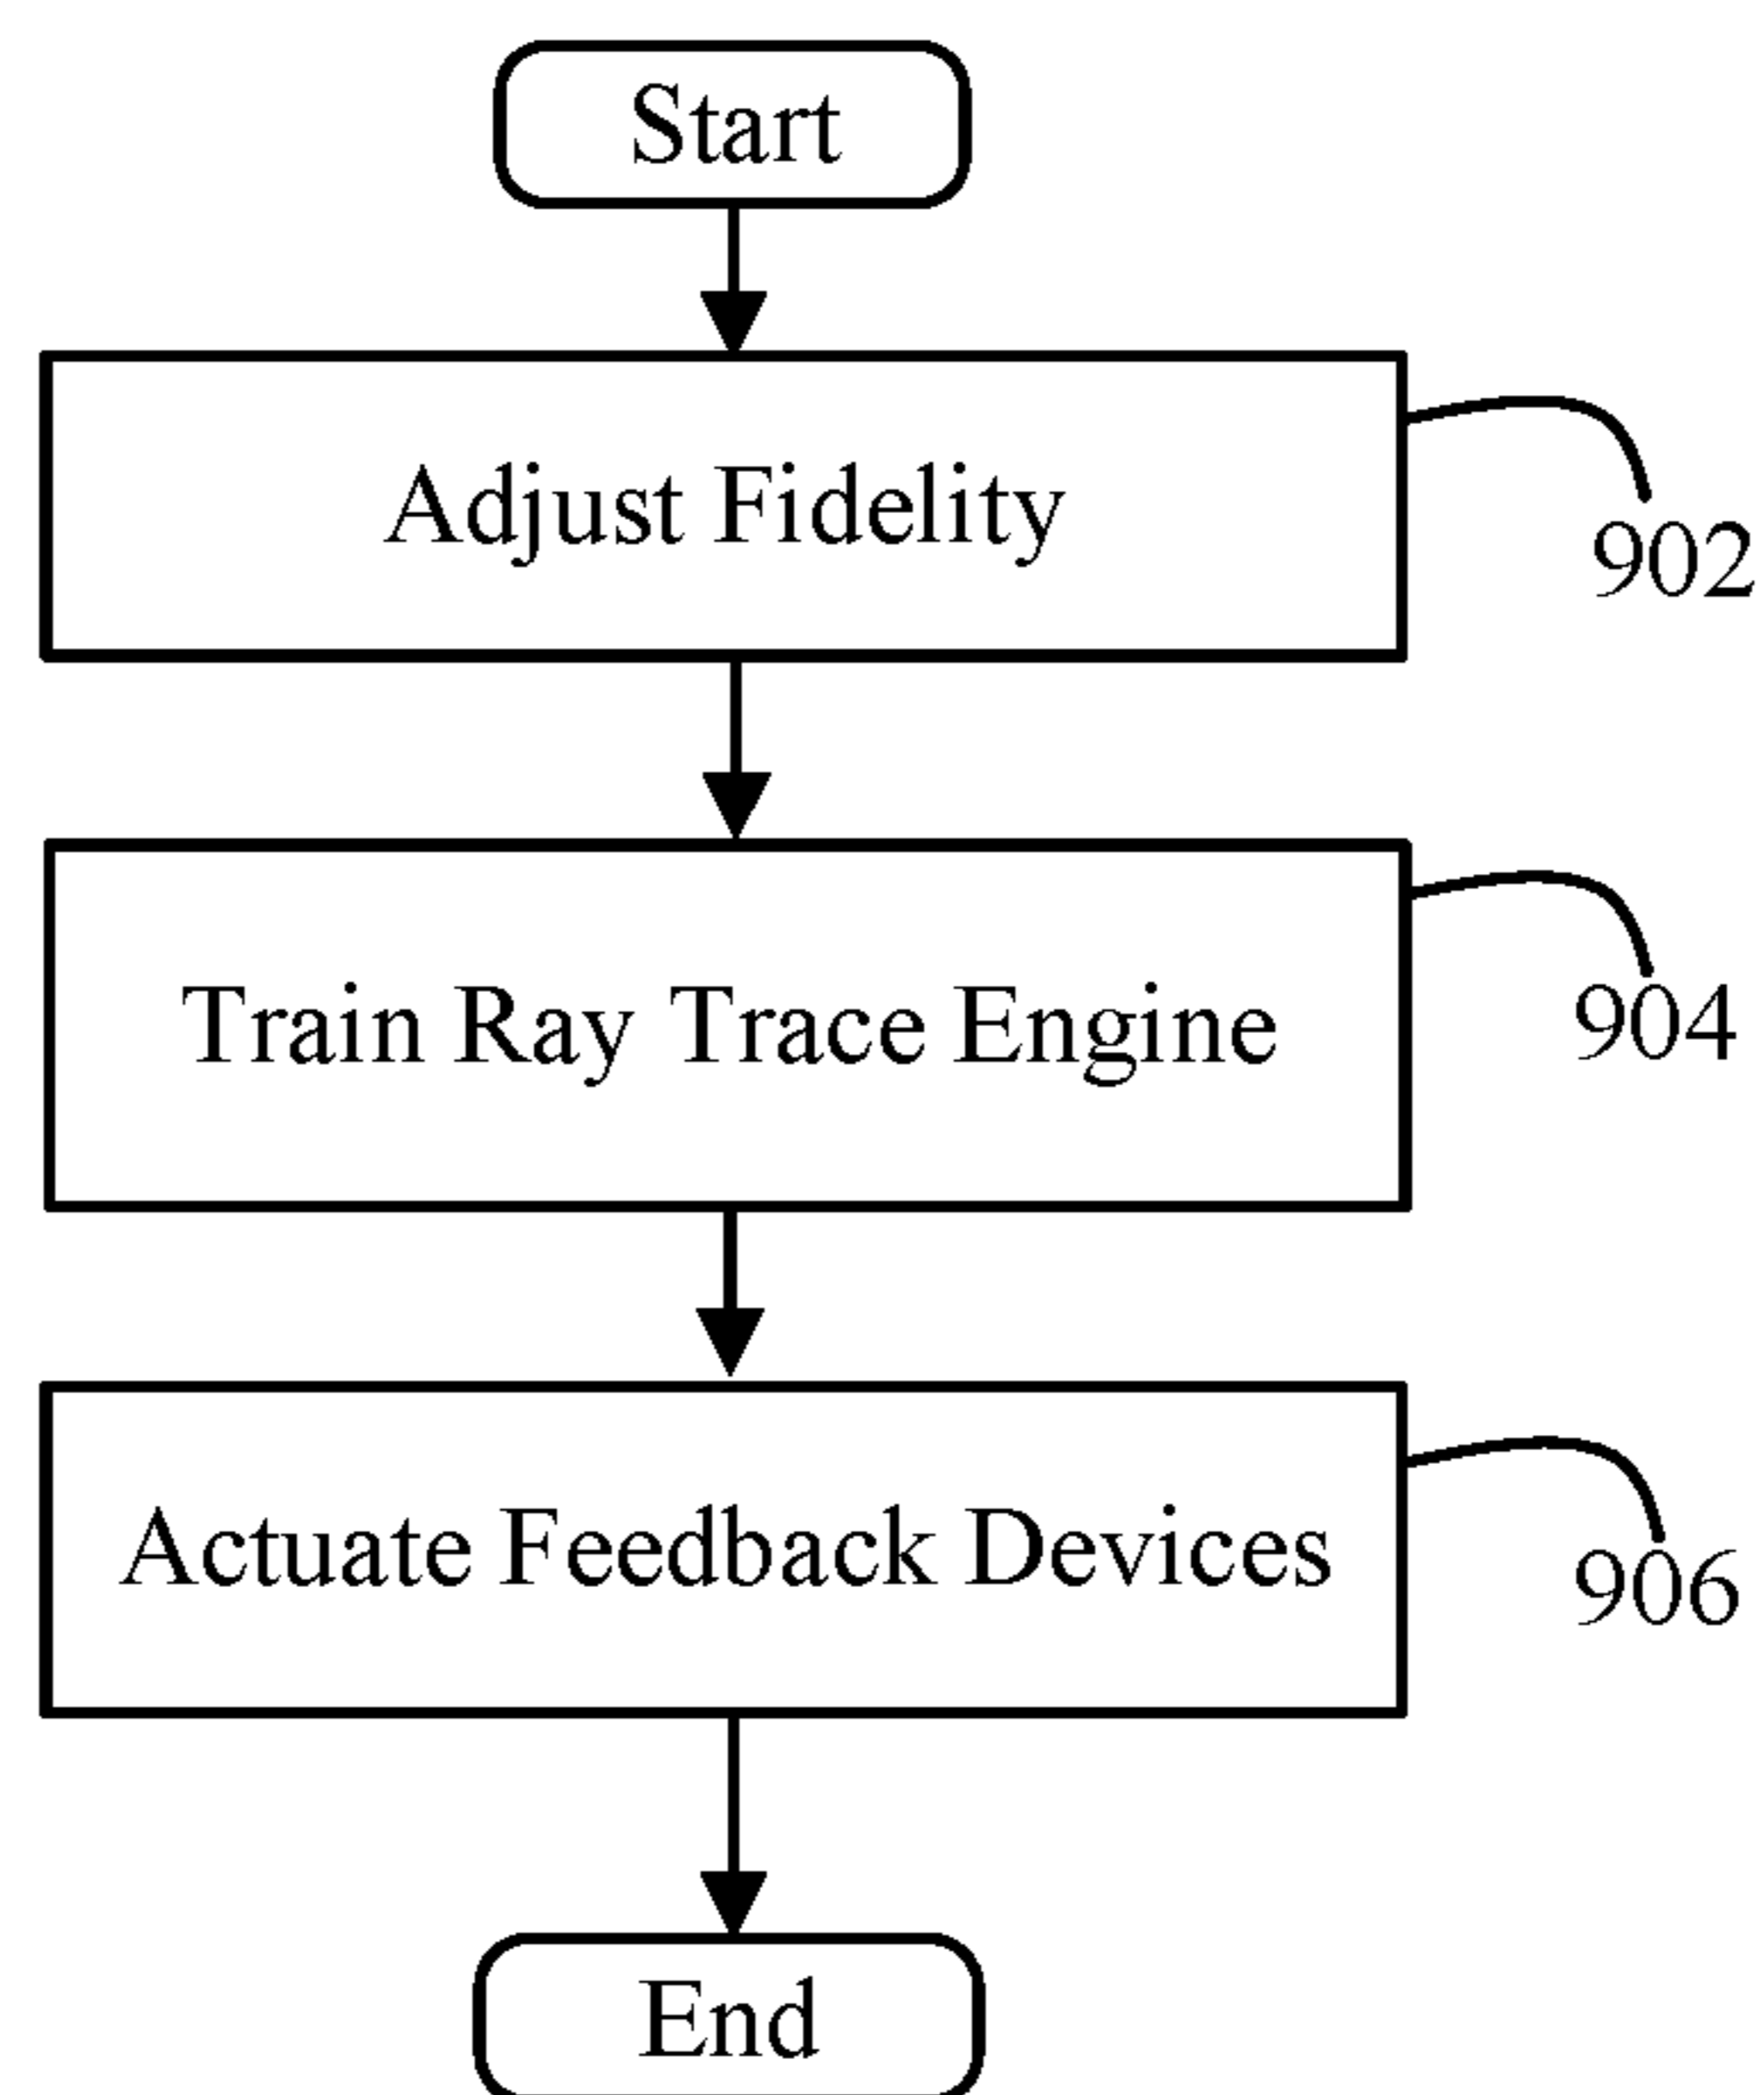 Start
Adjust Fidelity
902
Train Ray Trace Engine
904
Actuate Feedback Devices
906
End